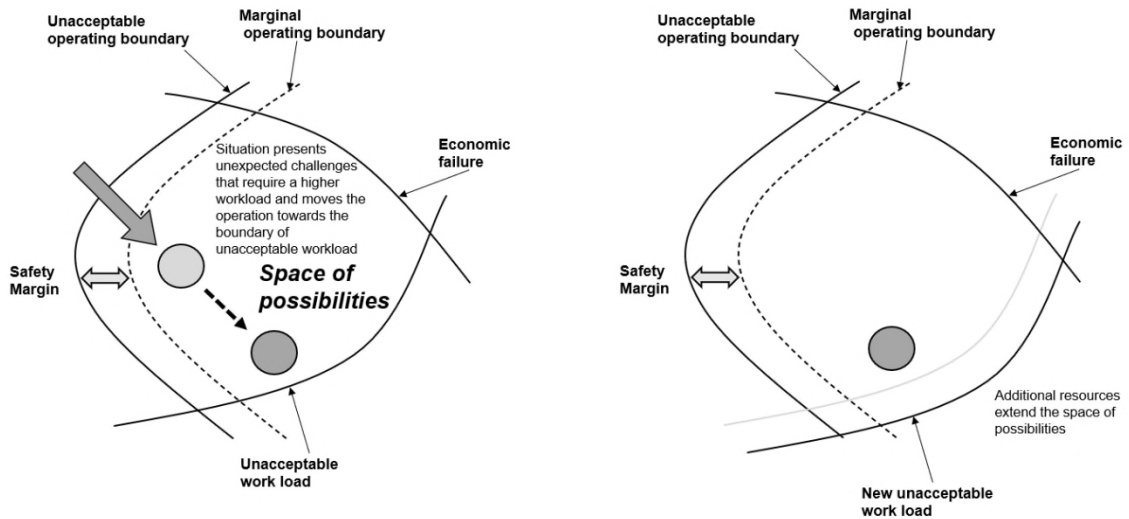 Unacceptable
operating boundary
Marginal
operating boundary
Situation presents
unexpected challenges
that require a higher
workload and moves the
operation towards the
boundary of
unacceptable workload
Economic
failure
Safety
Margin
Space of
possibilities
Unacceptable
work load
Unacceptable
operating boundary
Marginal
operating boundary
Economic
failure
Safety
Margin
Additional resources
extend the space of
possibilities
New unacceptable
work load